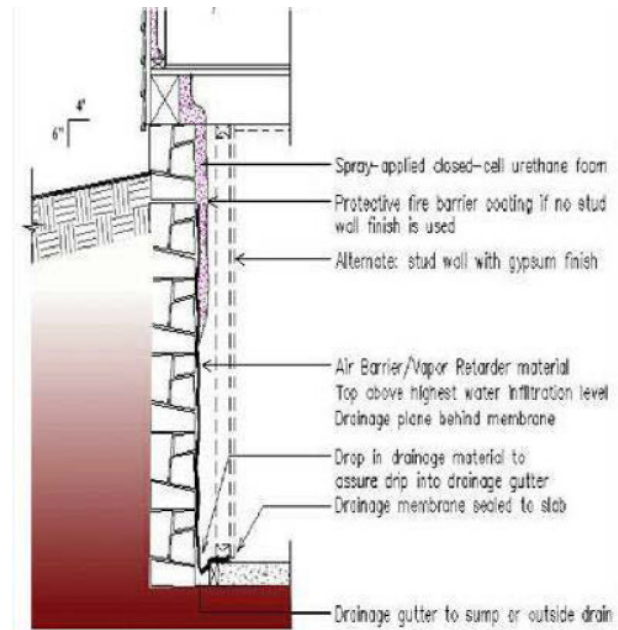 4'
6"
Spray-applied closed-cell urethane foam
Protective fire barrier coating if no stud
wall finish is used
Alternate: stud wall with gypsum finish
Air Barrier/Vapor Retarder material
Top above highest water infiltration level
Drainage plane behind membrane
Drop in drainage material to
assure drip into drainage gutter
Drainage membrane sealed to slab
Drainage gutter to sump or outside drain